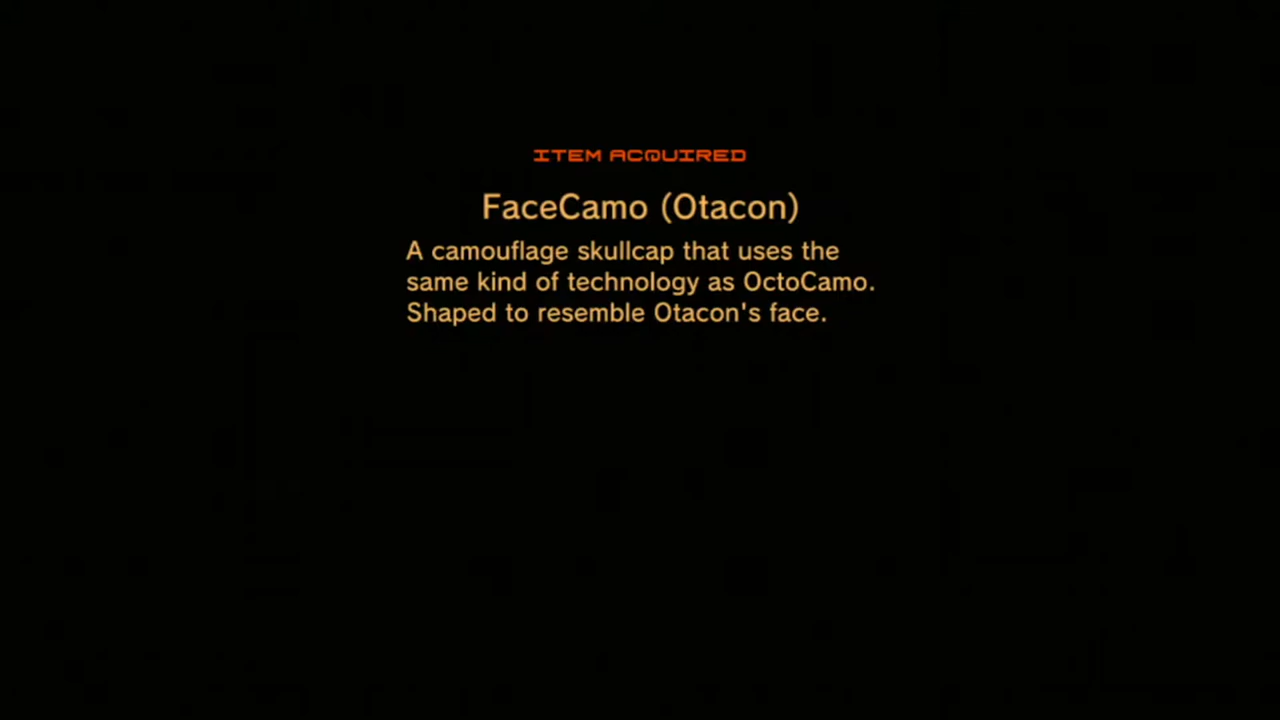 ITEM ACQUIRED
FaceCamo (Otacon)
A camouflage skullcap that uses the
same kind of technology as OctoCamo.
Shaped to resemble Otacon's face.